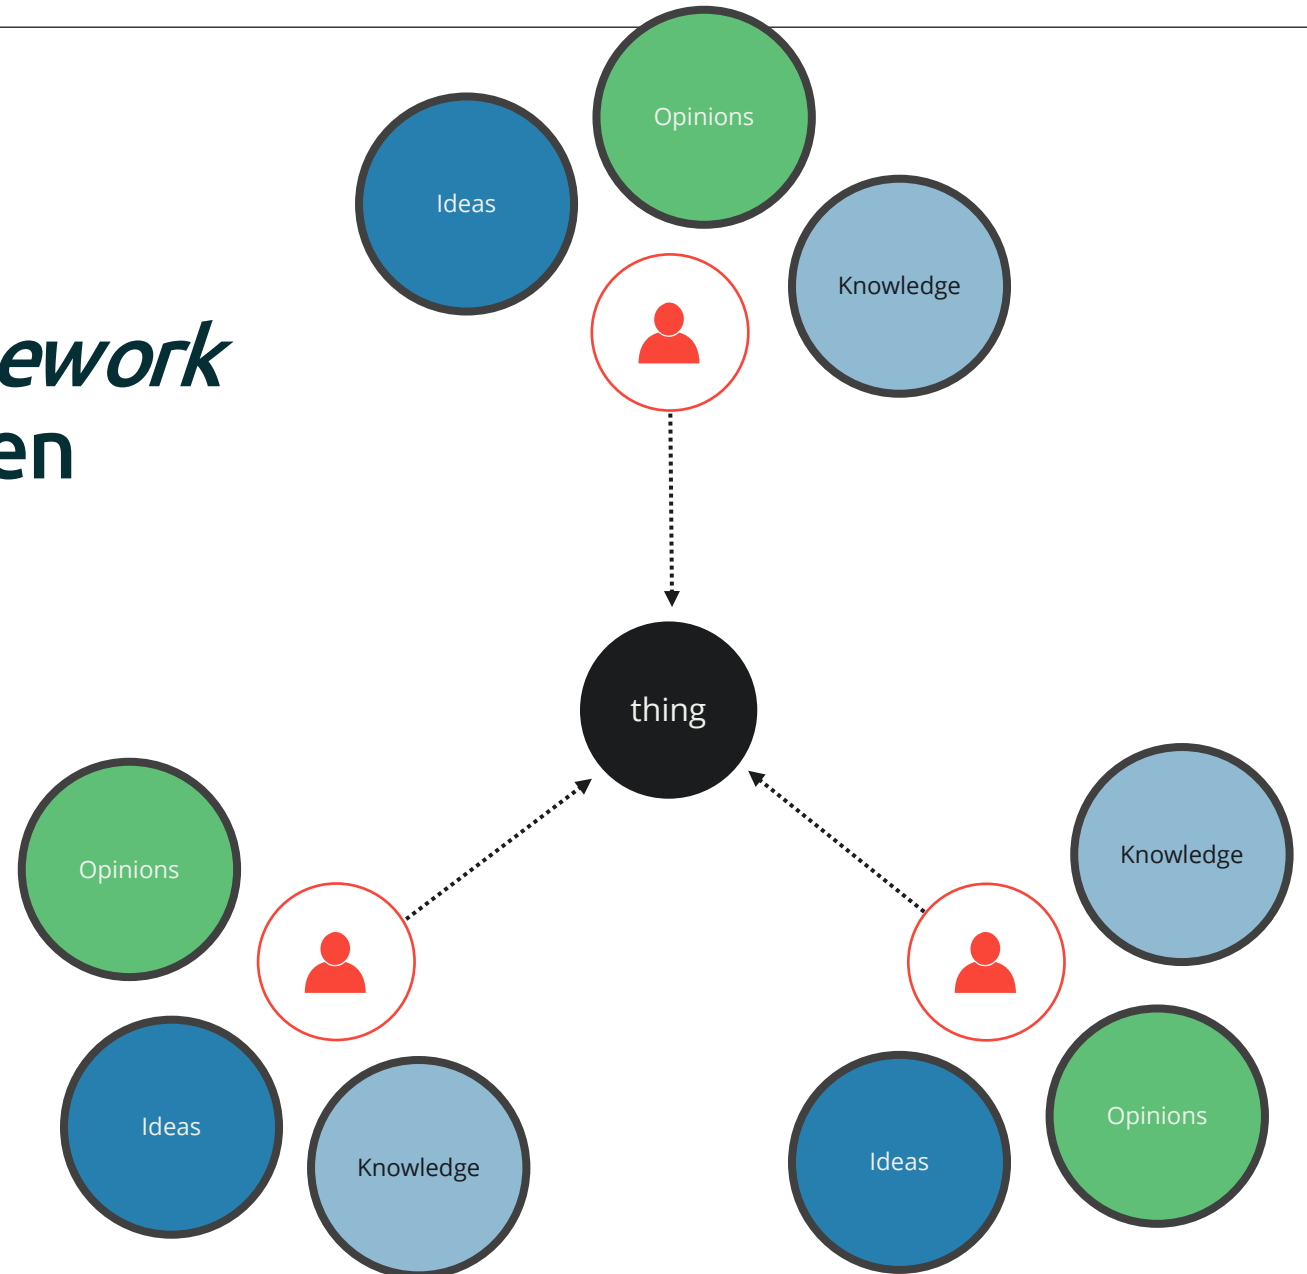 Opinions
Ideas
Knowledge
ework
en
thing
Knowledge
Opinions
Opinions
Ideas
Ideas
Knowledge